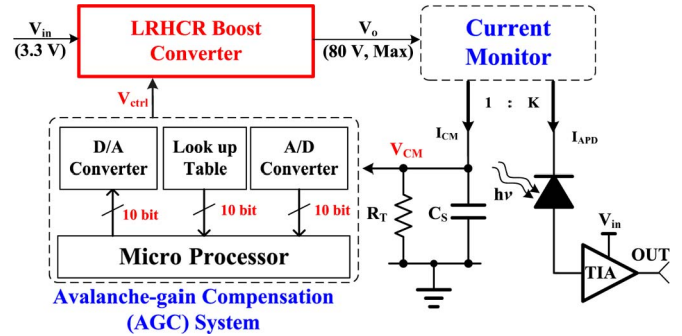 V_in
(3.3 V)
LRHCR Boost
Converter
V_o
(80 V, Max)
Current
Monitor
V_ctrl
1 : K
I_CM
I_APD
D/A
Converter
Look up
Table
A/D
Converter
V_CM
hν
10 bit
10 bit
10 bit
R_T
C_S
V_in
Micro Processor
TIA
OUT
Avalanche-gain Compensation
(AGC) System